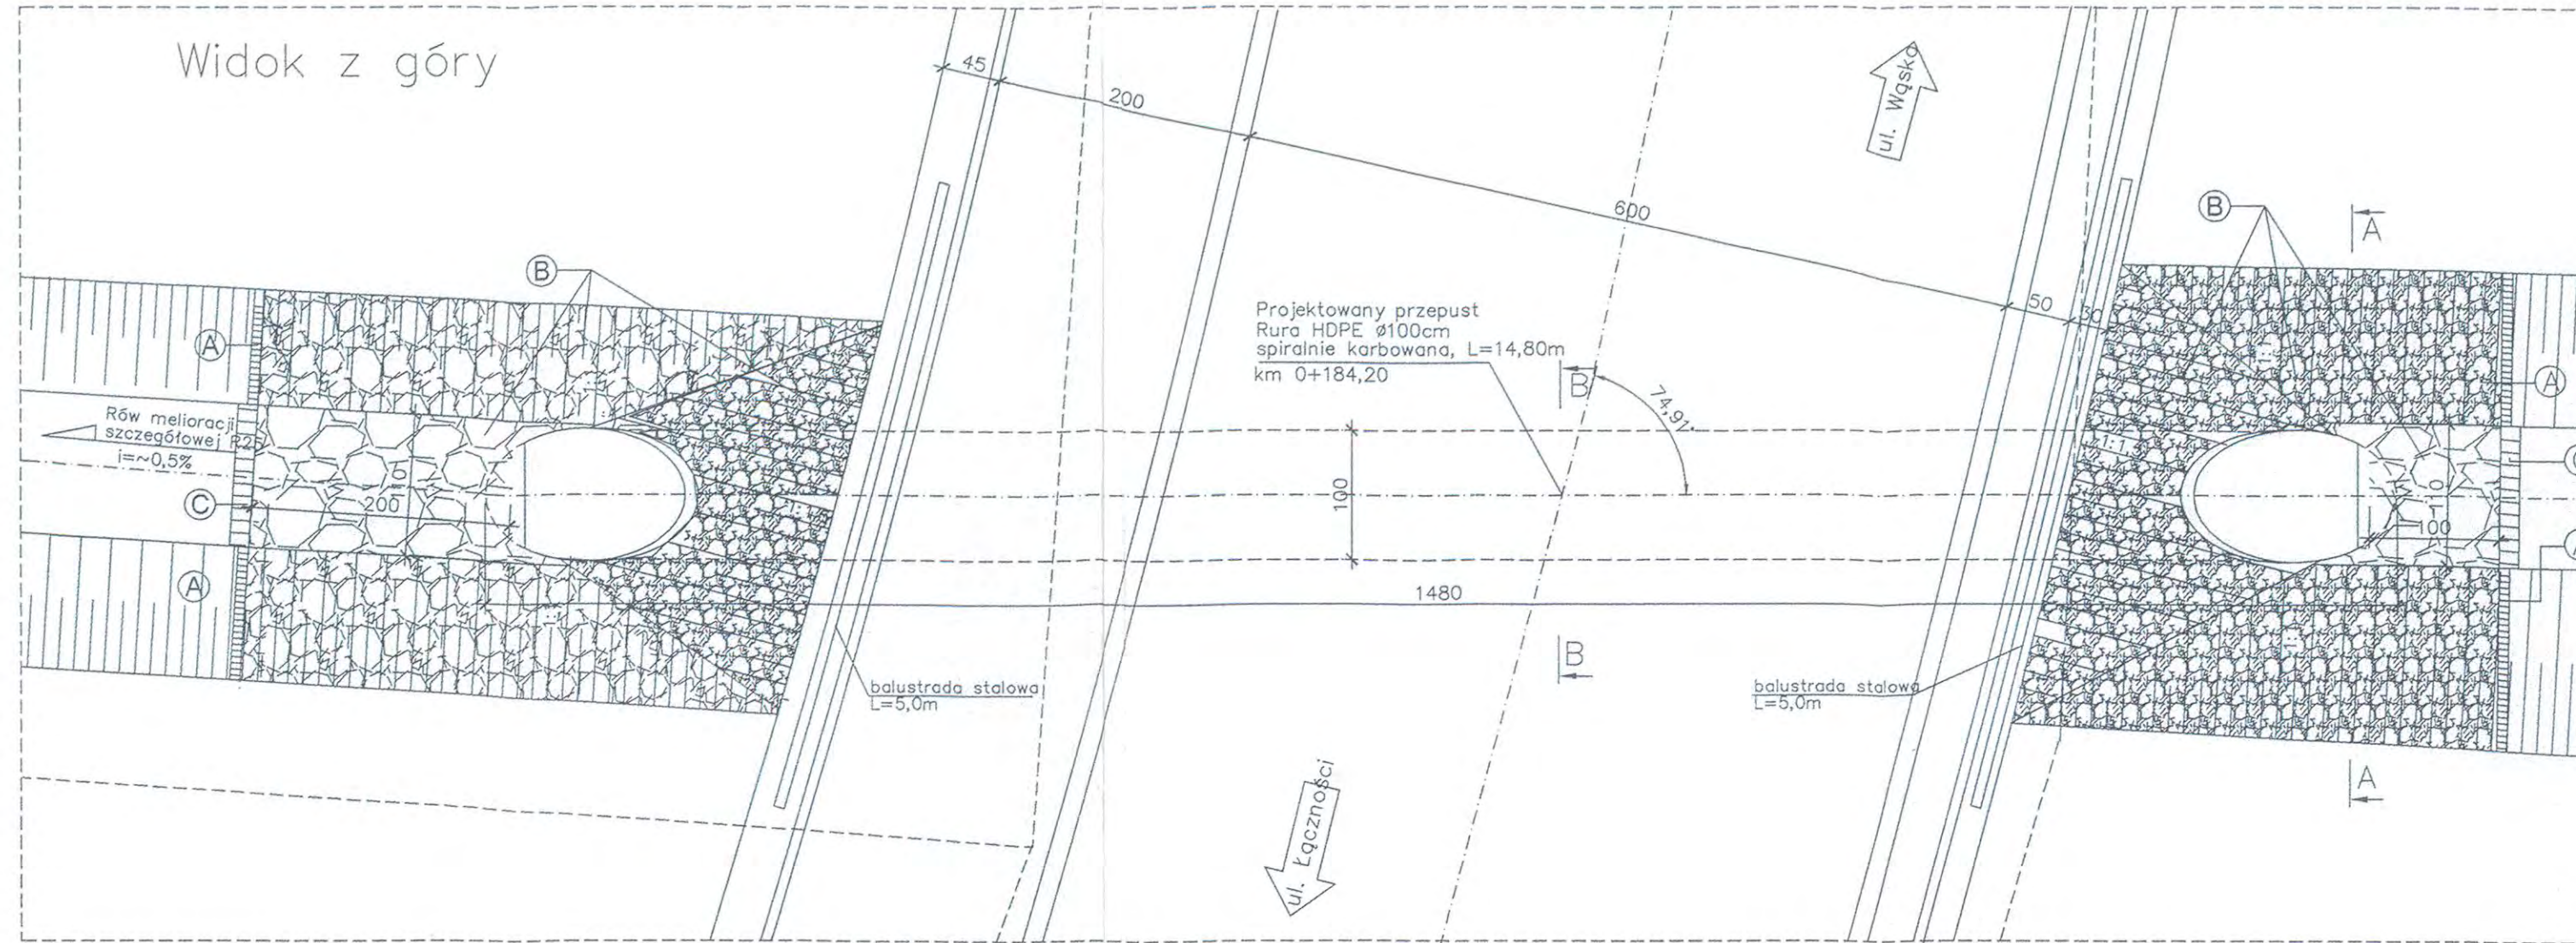 Widok z góry
45
200
600
50
30
ul. Wąska
B
B
A
A
A
Projektowany przepust
Rura HDPE Ø100cm
spiralnie karbowana, L=14,80m
km 0+184,20
B
74.91°
Rów melioracji
szczegółowej R25
i=~0,5%
C
200
100
1:1
100
1480
A
B
balustrada stalowa
L=5,0m
balustrada stalowa
L=5,0m
ul. Łączności
A